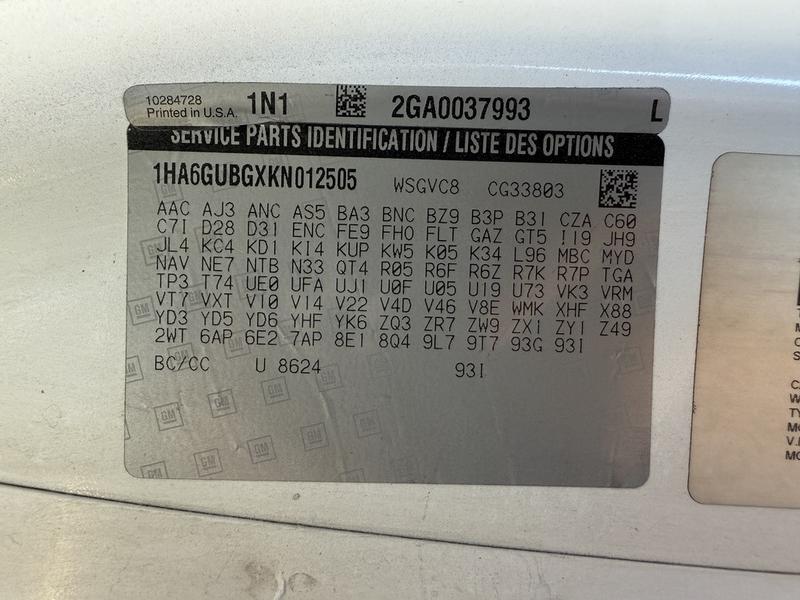 10284728
Printed in U.S.A.
1N1
2GA0037993
L
SERVICE PARTS IDENTIFICATION / LISTE DES OPTIONS
1HA6GUBGXKN012505 WSGVC8 CG33803
AAC AJ3 ANC AS5 BA3 BNC BZ9 B3P B3I CZA C60
C7I D28 D3I ENC FE9 FHO FLT GAZ GT5 I19 JH9
JL4 KC4 KD1 KI4 KUP KW5 K05 K34 L96 MBC MYD
NAV NE7 NTB N33 QT4 R05 R6F R6Z R7K R7P TGA
TP3 T74 UE0 UFA UJ1 U0F U05 U19 U73 VK3 VRM
VT7 VXT V10 V14 V22 V4D V46 V8E WMK XHF X88
YD3 YD5 YD6 YHF YK6 ZQ3 ZR7 ZW9 ZX1 ZY1 Z49
2WT 6AP 6E2 7AP 8E1 8Q4 9L7 9T7 93G 931
BC/CC U 8624 931
GM